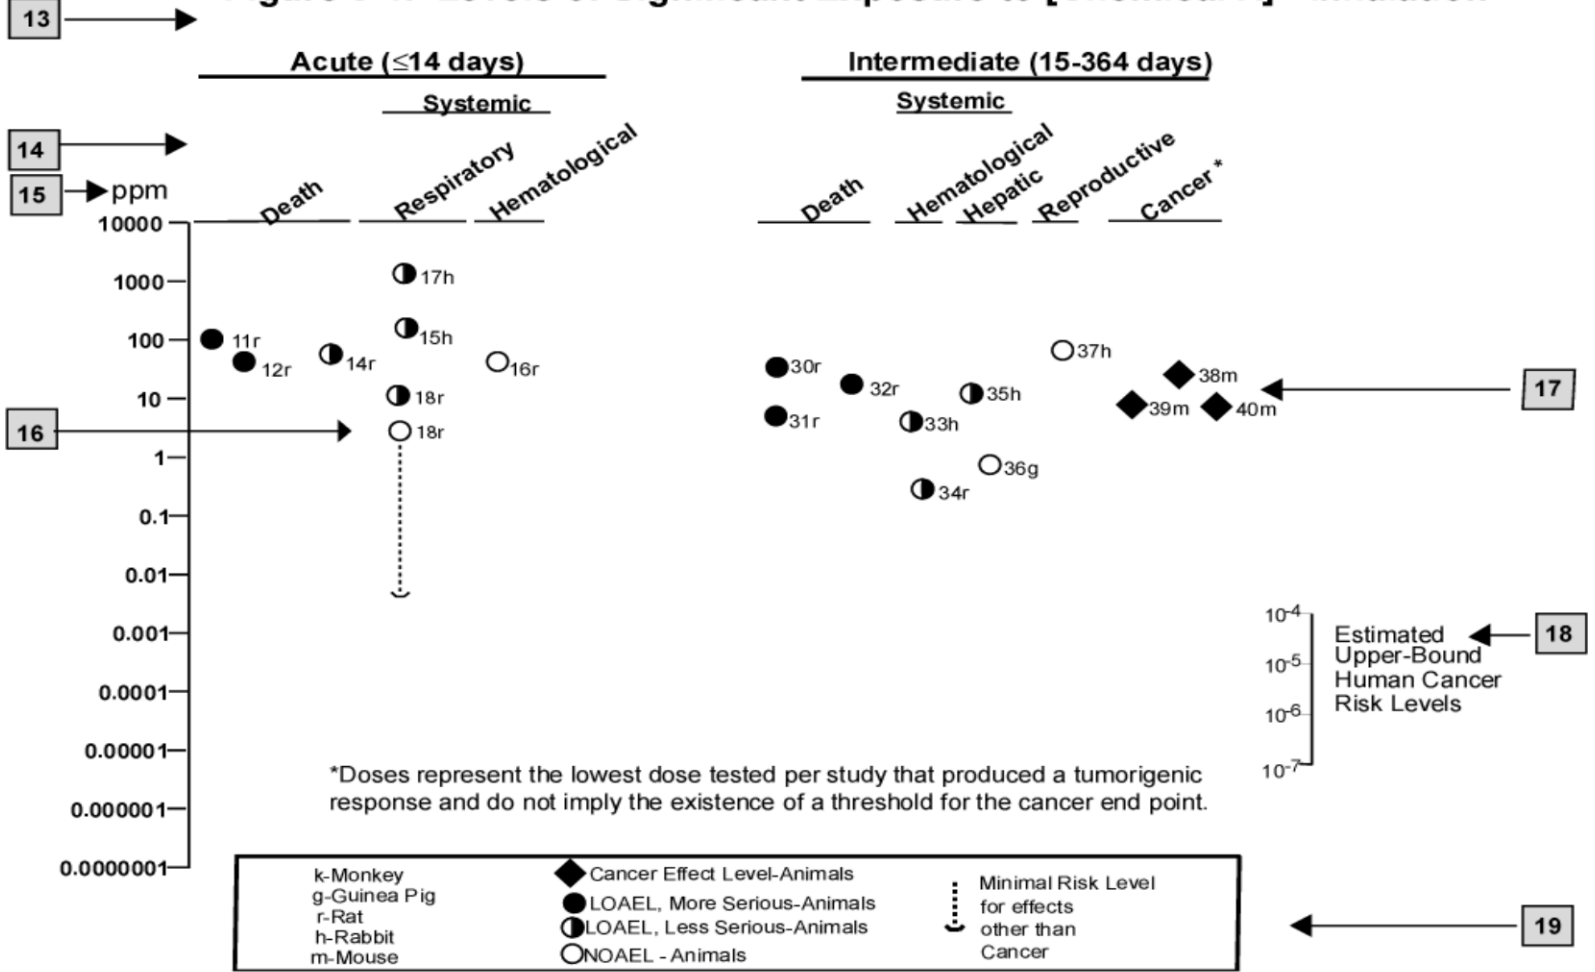 13
Acute (≤14 days) Intermediate (15-364 days)
Systemic Systemic
14
15 ppm
Death Respiratory Hematological Death Hematological Hepatic Reproductive Cancer*
10000
1000 17h
100 11r 12r 14r 15h 16r 30r 32r 37h 38m
10 18r 31r 33h 35h 39m 40m 17
16 18r
1 36g
34r
0.1
0.01
0.001
0.0001
0.00001
0.000001
0.0000001
10-4
10-5
10-6
10-7
Estimated 18
Upper-Bound
Human Cancer
Risk Levels
*Doses represent the lowest dose tested per study that produced a tumorigenic
response and do not imply the existence of a threshold for the cancer end point.
k-Monkey
g-Guinea Pig
r-Rat
h-Rabbit
m-Mouse
Cancer Effect Level-Animals
LOAEL, More Serious-Animals
LOAEL, Less Serious-Animals
NOAEL - Animals
Minimal Risk Level
for effects
other than
Cancer
19